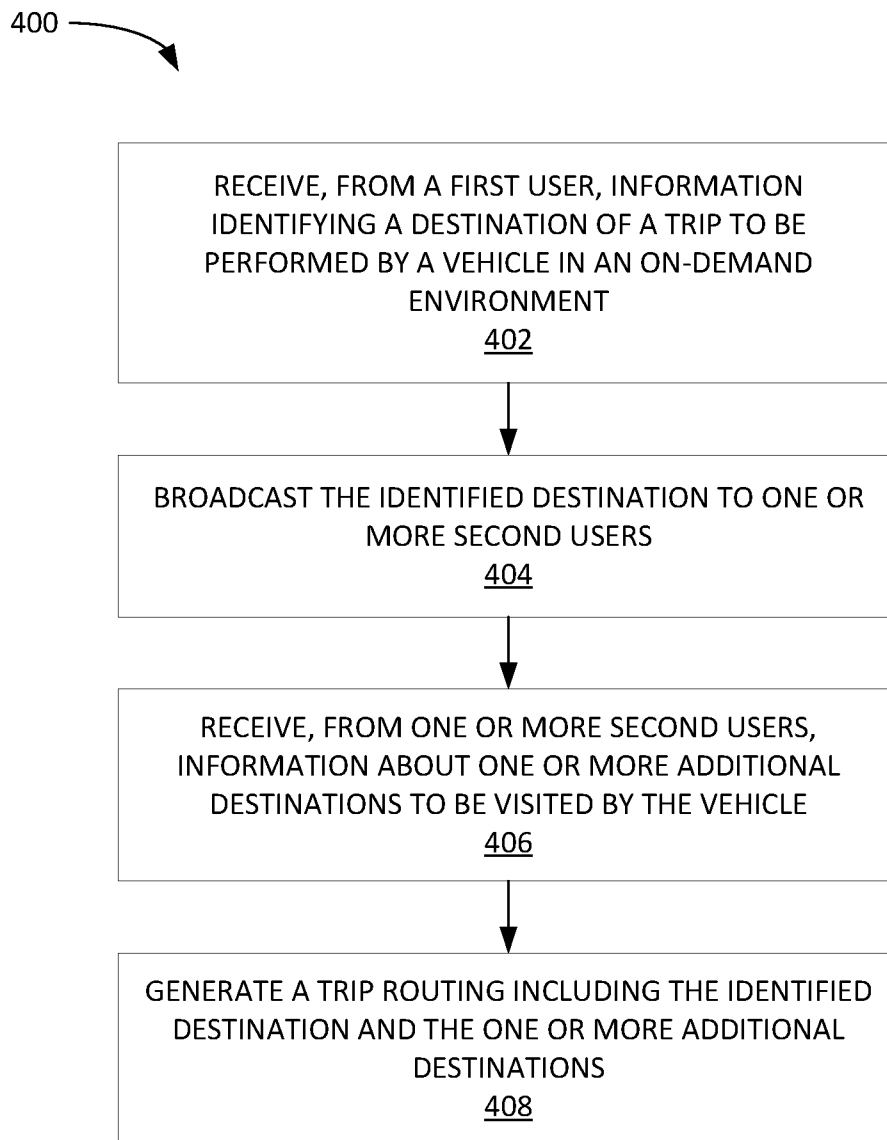 400
RECEIVE, FROM A FIRST USER, INFORMATION
IDENTIFYING A DESTINATION OF A TRIP TO BE
PERFORMED BY A VEHICLE IN AN ON-DEMAND
ENVIRONMENT
402
BROADCAST THE IDENTIFIED DESTINATION TO ONE OR
MORE SECOND USERS
404
RECEIVE, FROM ONE OR MORE SECOND USERS,
INFORMATION ABOUT ONE OR MORE ADDITIONAL
DESTINATIONS TO BE VISITED BY THE VEHICLE
406
GENERATE A TRIP ROUTING INCLUDING THE IDENTIFIED
DESTINATION AND THE ONE OR MORE ADDITIONAL
DESTINATIONS
408